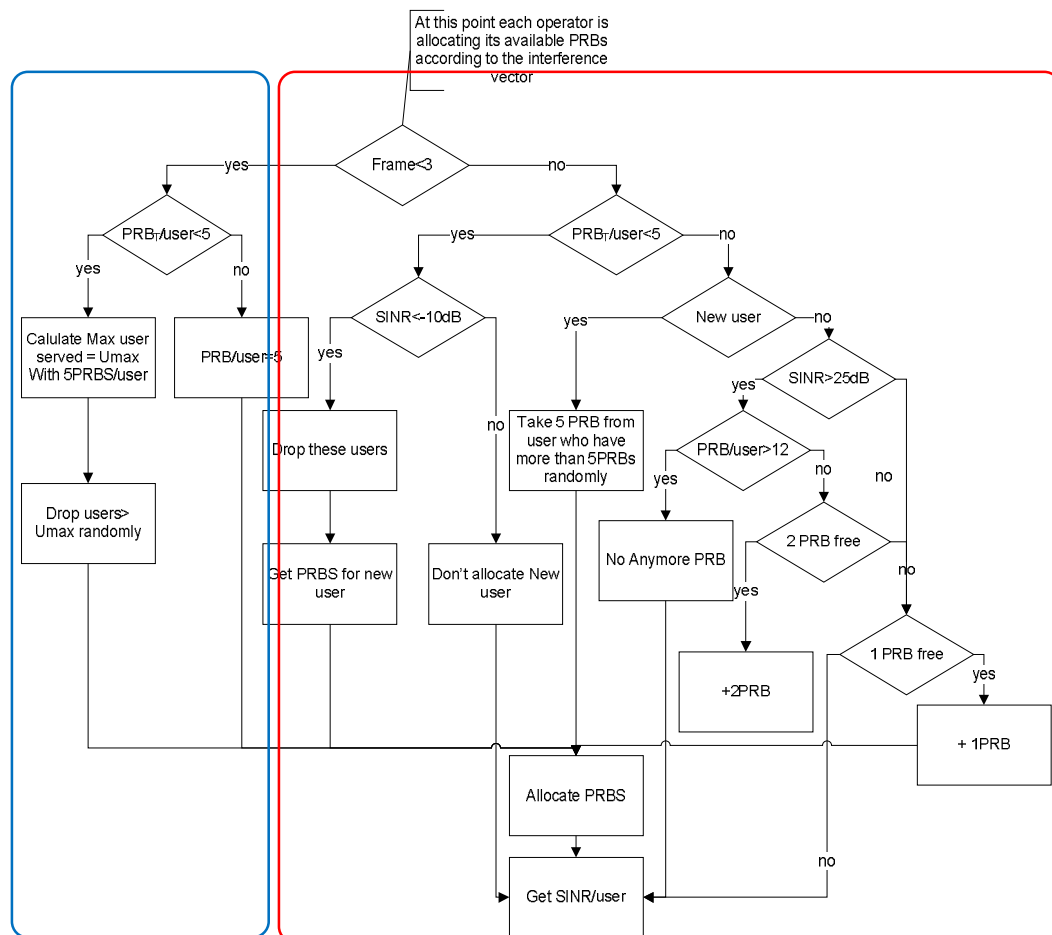 At this point each operator is
allocating its available PRBs
according to the interference
vector
Frame<3
yes
no
PRBT/user<5
PRBT/user<5
yes
no
yes
no
SINR<-10dB
New user
yes
no
yes
no
Calulate Max user
served = Umax
With 5PRBS/user
PRB/user=5
SINR>25dB
yes
no
Drop these users
Take 5 PRB from
user who have
more than 5PRBs
randomly
PRB/user>12
yes
no
Drop users>
Umax randomly
2 PRB free
yes
no
Get PRBS for new
user
Don't allocate New
user
No Anymore PRB
1 PRB free
yes
no
+2PRB
+ 1PRB
Allocate PRBS
Get SINR/user